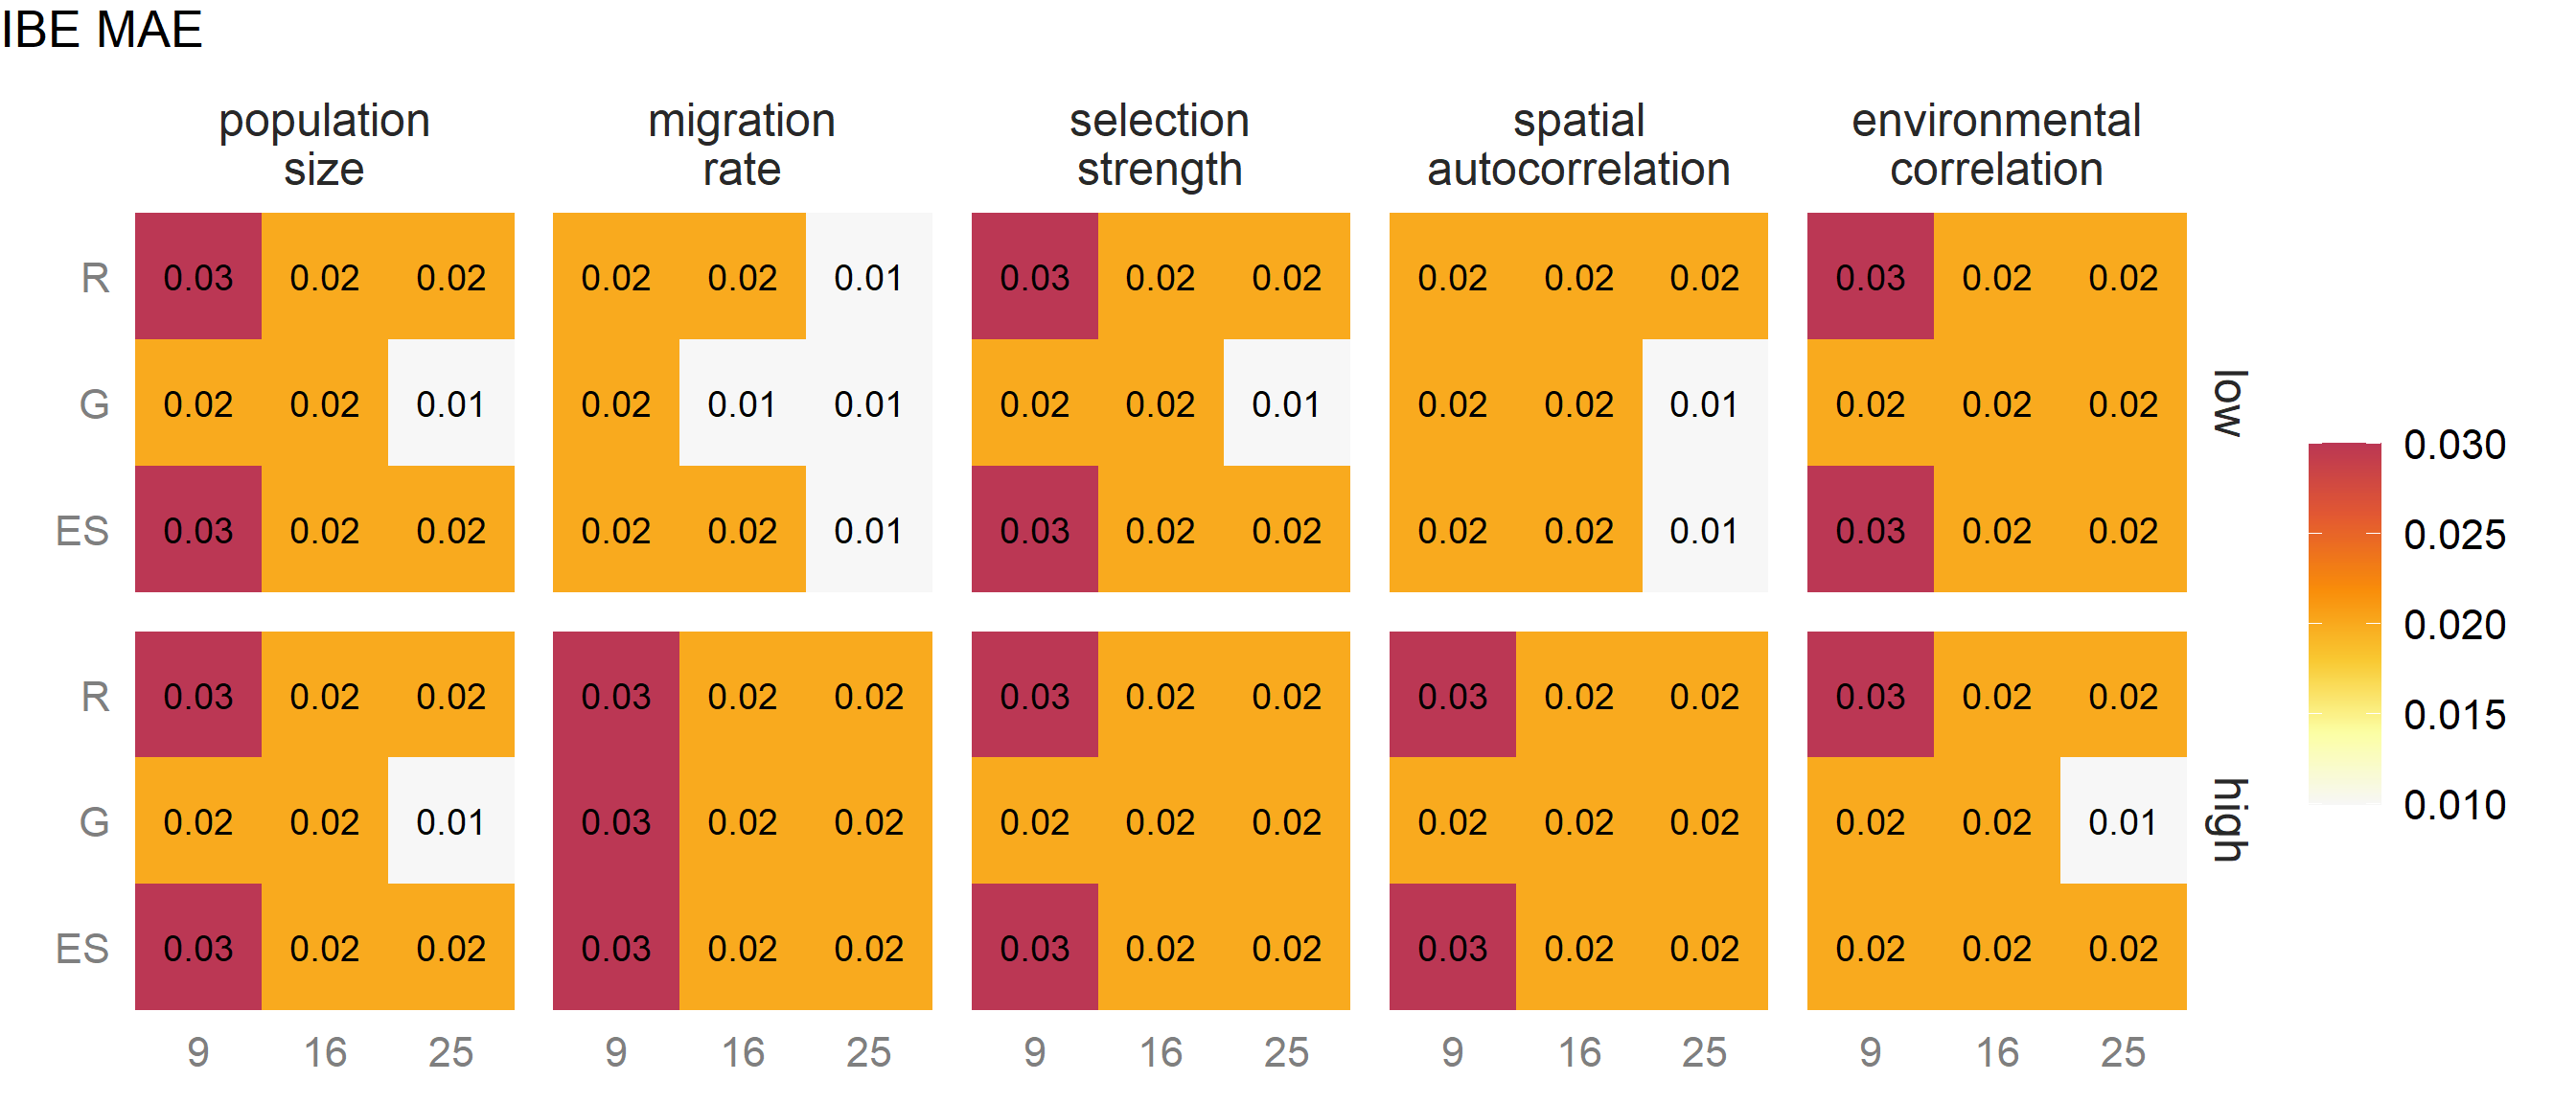 IBE MAE
population
size
migration
rate
selection
strength
spatial
autocorrelation
environmental
correlation
R 0.03 0.02 0.02 0.02 0.02 0.01 0.03 0.02 0.02 0.02 0.02 0.02 0.03 0.02 0.02
G 0.02 0.02 0.01 0.02 0.01 0.01 0.02 0.02 0.01 0.02 0.02 0.01 0.02 0.02 0.02
ES 0.03 0.02 0.02 0.02 0.02 0.01 0.03 0.02 0.02 0.02 0.02 0.01 0.03 0.02 0.02
low
R 0.03 0.02 0.02 0.03 0.02 0.02 0.03 0.02 0.02 0.03 0.02 0.02 0.03 0.02 0.02
G 0.02 0.02 0.01 0.03 0.02 0.02 0.02 0.02 0.02 0.02 0.02 0.02 0.02 0.02 0.01
ES 0.03 0.02 0.02 0.03 0.02 0.02 0.03 0.02 0.02 0.03 0.02 0.02 0.02 0.02 0.02
high
9 16 25 9 16 25 9 16 25 9 16 25 9 16 25
0.030
0.025
0.020
0.015
0.010